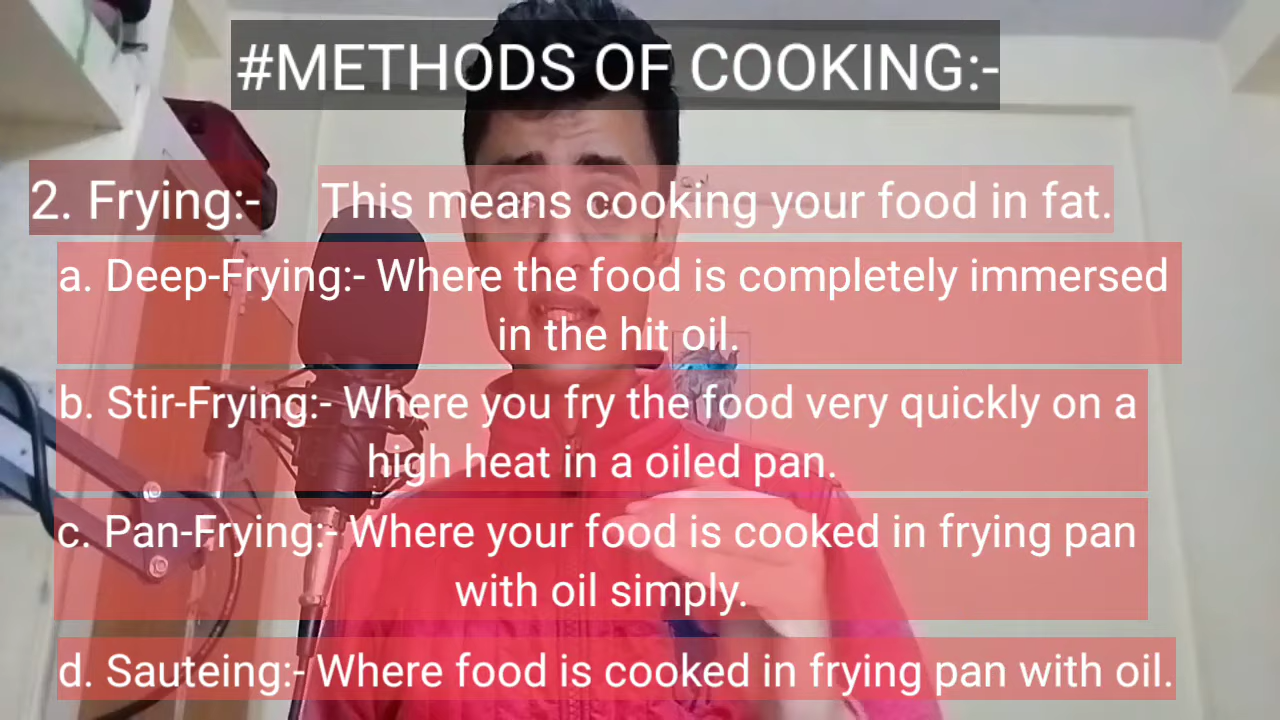 #METHODS OF COOKING:-
2. Frying:- This means cooking your food in fat.
a. Deep-Frying:- Where the food is completely immersed
in the hit oil.
b. Stir-Frying:- Where you fry the food very quickly on a
high heat in a oiled pan.
c. Pan-Frying:- Where your food is cooked in frying pan
with oil simply.
d. Sauteing:- Where food is cooked in frying pan with oil.